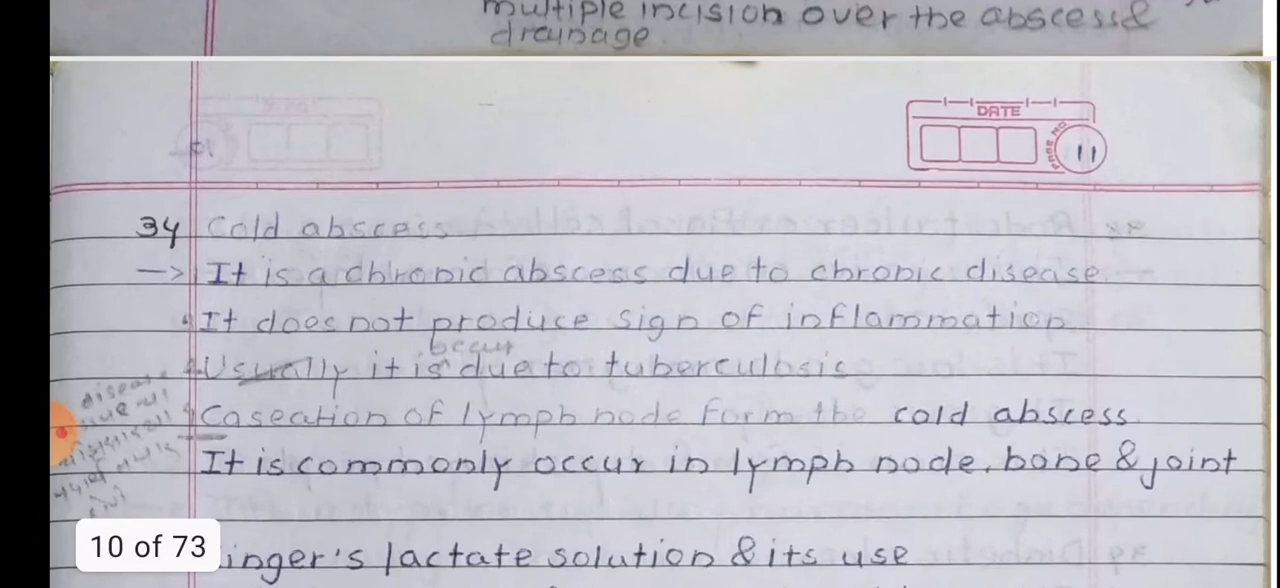 multiple incision over the abscess &
drainage
DATE
PAGE NO
11
34 Cold abscess
-> It is a chronic abscess due to chronic disease.
It does not produce sign of inflammation
occur
Usually it is due to tuberculosis
disease
Caseation of lymph node form the cold abscess.
It is commonly occur in lymph node, bone & joint
10 of 73
inger's lactate solution & its use